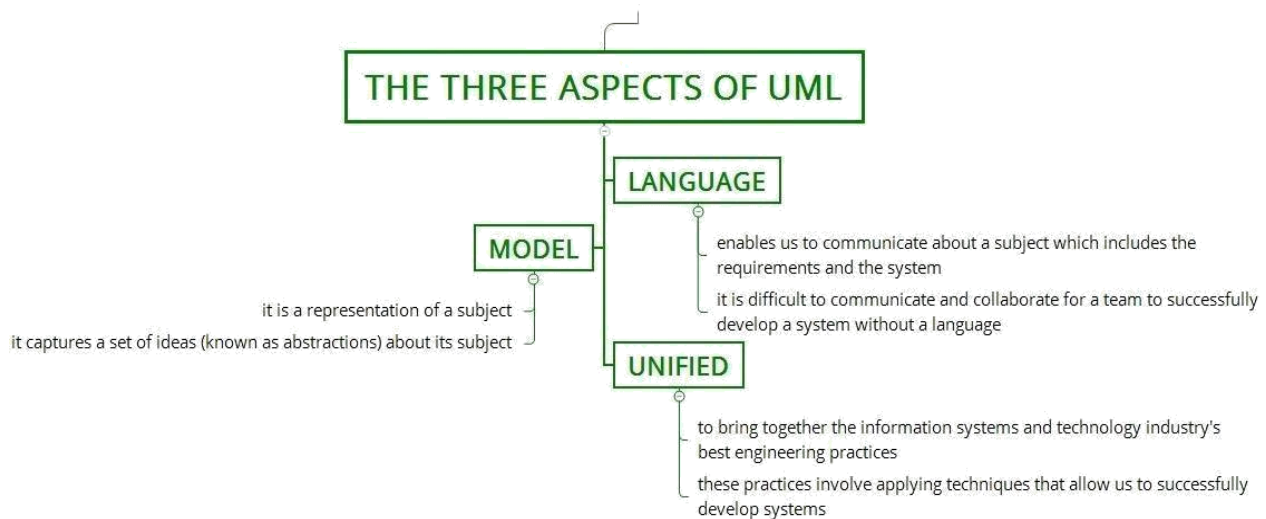 THE THREE ASPECTS OF UML
LANGUAGE
enables us to communicate about a subject which includes the
requirements and the system
it is difficult to communicate and collaborate for a team to successfully
develop a system without a language
MODEL
it is a representation of a subject
it captures a set of ideas (known as abstractions) about its subject
UNIFIED
to bring together the information systems and technology industry's
best engineering practices
these practices involve applying techniques that allow us to successfully
develop systems